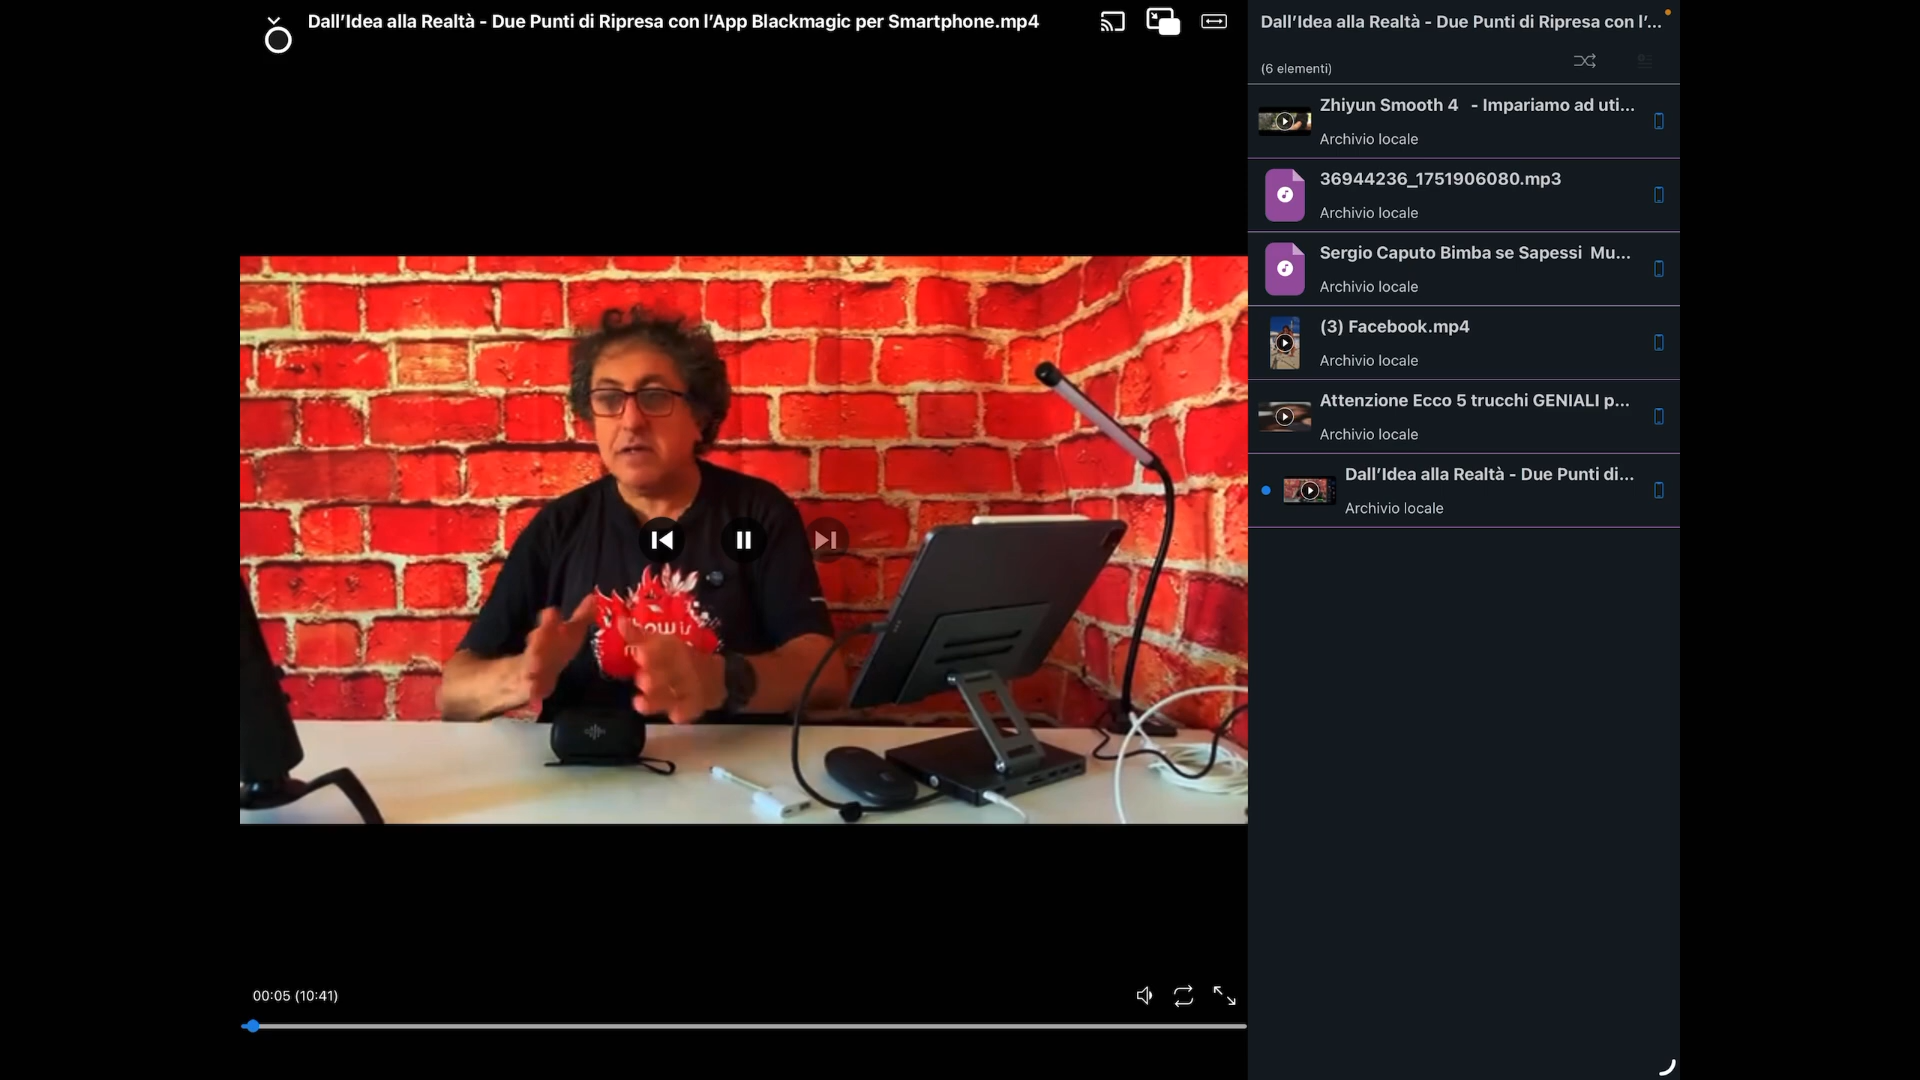 Dall’Idea alla Realtà - Due Punti di Ripresa con l’App Blackmagic per Smartphone.mp4
Dall’Idea alla Realtà - Due Punti di Ripresa con l’...
(6 elementi)
Zhiyun Smooth 4 - Impariamo ad uti...
Archivio locale
36944236_1751906080.mp3
Archivio locale
Sergio Caputo Bimba se Sapessi Mu...
Archivio locale
(3) Facebook.mp4
Archivio locale
Attenzione Ecco 5 trucchi GENIALI p...
Archivio locale
Dall’Idea alla Realtà - Due Punti di...
Archivio locale
00:05 (10:41)